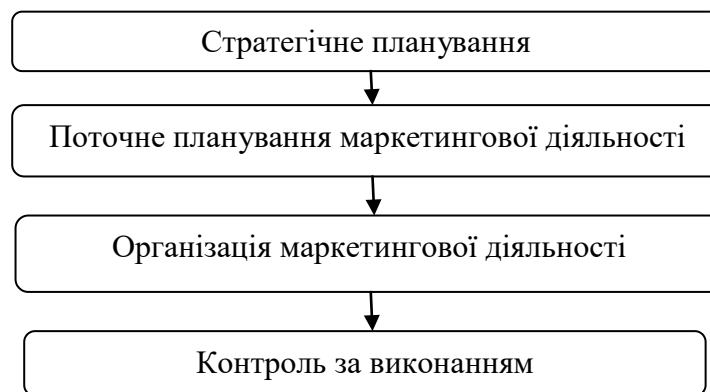 Стратегічне планування
Поточне планування маркетингової діяльності
Організація маркетингової діяльності
Контроль за виконанням